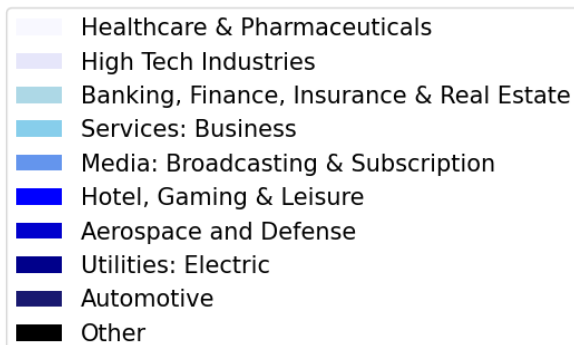 Healthcare & Pharmaceuticals
High Tech Industries
Banking, Finance, Insurance & Real Estate
Services: Business
Media: Broadcasting & Subscription
Hotel, Gaming & Leisure
Aerospace and Defense
Utilities: Electric
Automotive
Other